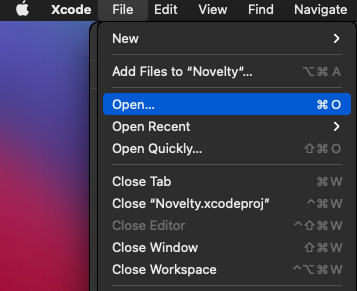 Xcode File Edit View Find Navigate
New
Add Files to “Novelty”... ⌥⌘A
Open... ⌘O
Open Recent
Open Quickly... ⇧⌘O
Close Tab ⌘W
Close “Novelty.xcodeproj” ^⌘W
Close Editor ^⇧⌘W
Close Window ⇧⌘W
Close Workspace ^⌥⌘W